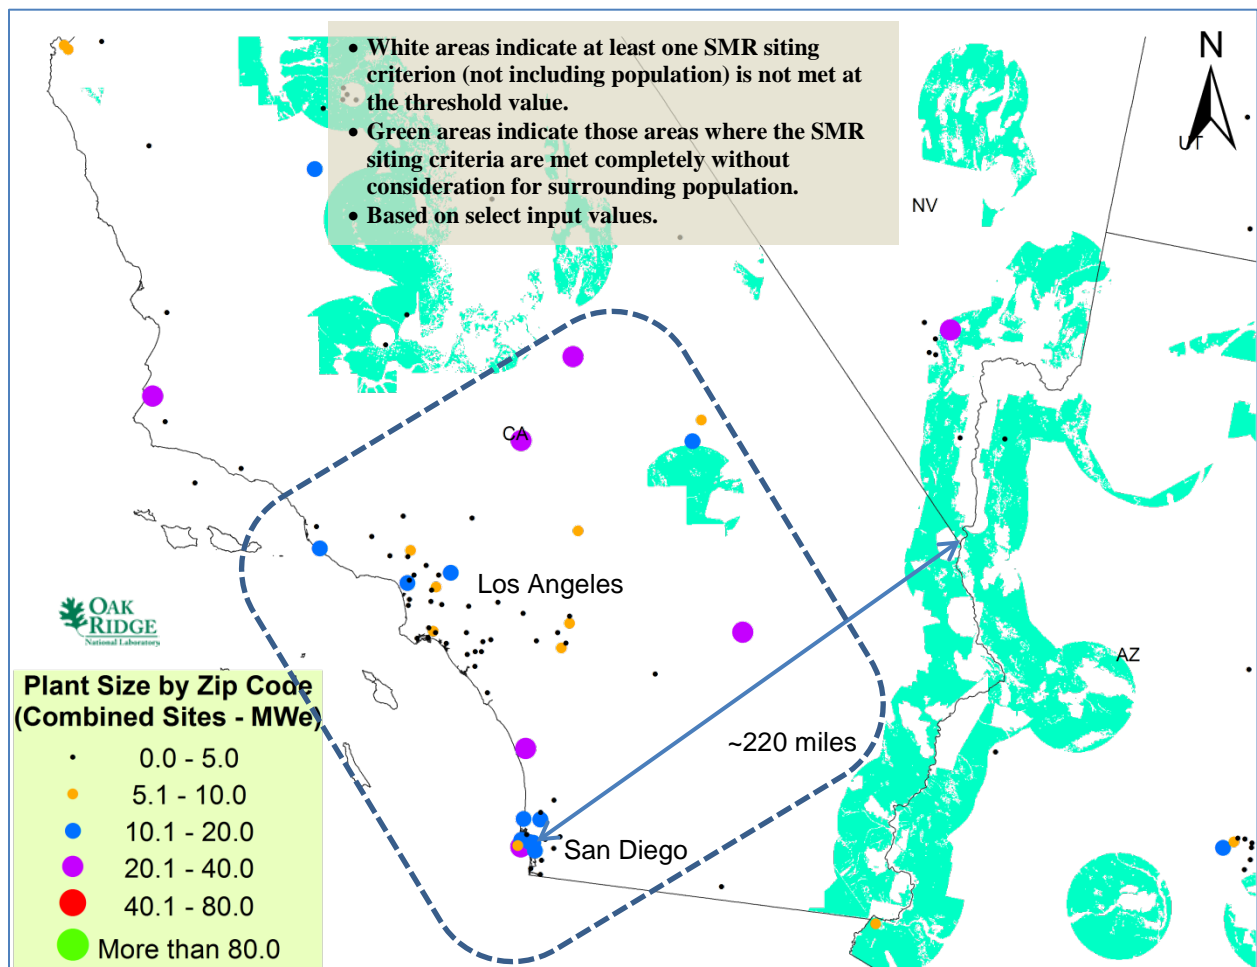 • White areas indicate at least one SMR siting
criterion (not including population) is not met at
the threshold value.
• Green areas indicate those areas where the SMR
siting criteria are met completely without
consideration for surrounding population.
• Based on select input values.
N
UT
NV
CA
Los Angeles
OAK
RIDGE
National Laboratory
AZ
Plant Size by Zip Code
(Combined Sites - MWe)
0.0 - 5.0
5.1 - 10.0
10.1 - 20.0
20.1 - 40.0
40.1 - 80.0
More than 80.0
~220 miles
San Diego